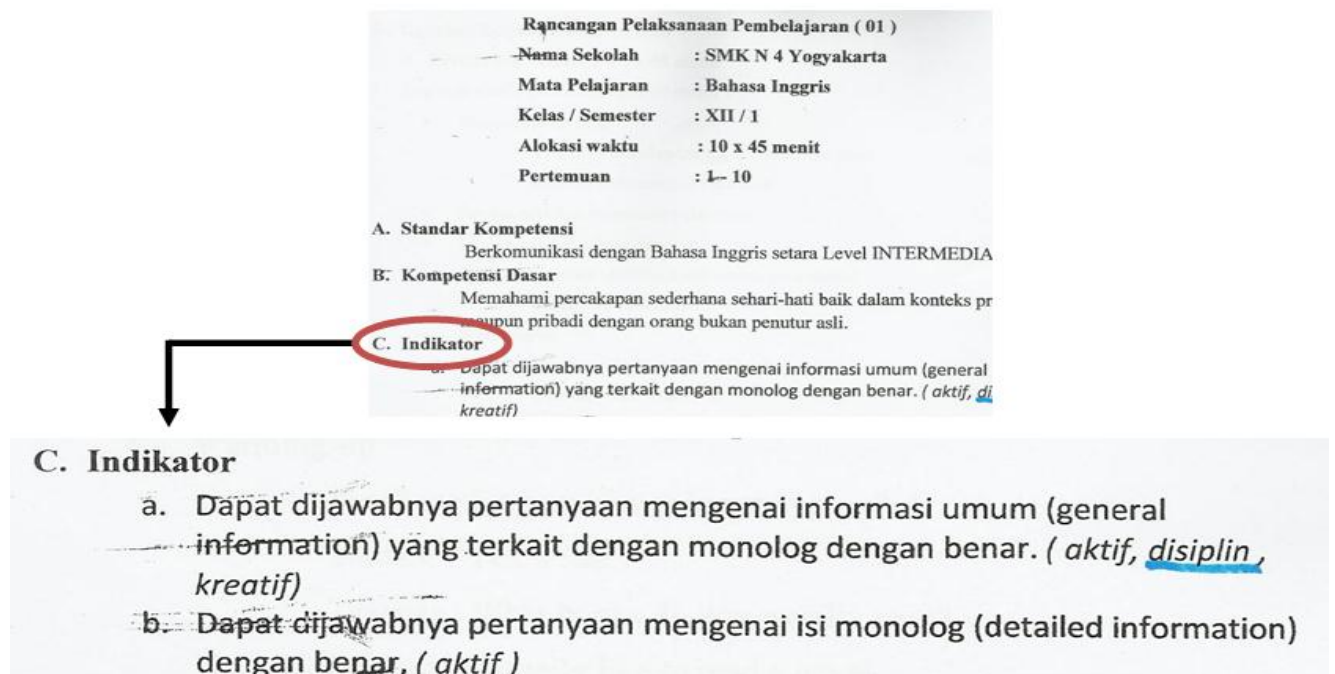 Rancangan Pelaksanaan Pembelajaran ( 01 )
Nama Sekolah : SMK N 4 Yogyakarta
Mata Pelajaran : Bahasa Inggris
Kelas / Semester : XII / 1
Alokasi waktu : 10 x 45 menit
Pertemuan : 1– 10
A. Standar Kompetensi
Berkomunikasi dengan Bahasa Inggris setara Level INTERMEDIA
B. Kompetensi Dasar
Memahami percakapan sederhana sehari-hati baik dalam konteks pr
maupun pribadi dengan orang bukan penutur asli.
C. Indikator
a. Dapat dijawabnya pertanyaan mengenai informasi umum (general
information) yang terkait dengan monolog dengan benar. ( aktif, di
kreatif)
C. Indikator
a. Dapat dijawabnya pertanyaan mengenai informasi umum (general
information) yang terkait dengan monolog dengan benar. ( aktif, disiplin ,
kreatif)
b. Dapat dijawabnya pertanyaan mengenai isi monolog (detailed information)
dengan benar. ( aktif )